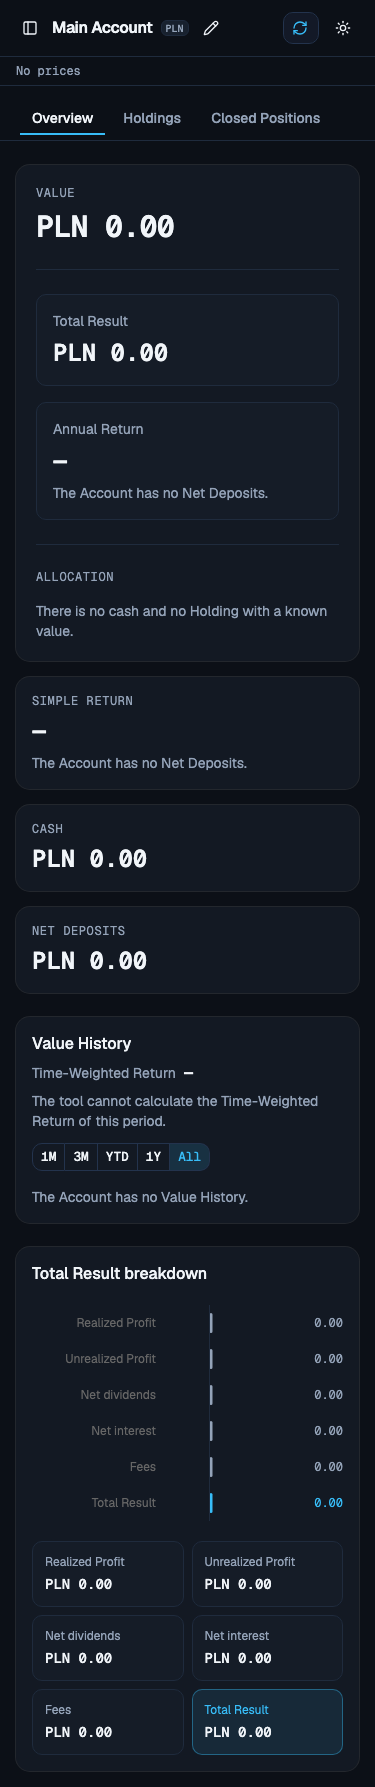 Main Account PLN
No prices
Overview Holdings Closed Positions
VALUE
PLN 0.00
Total Result
PLN 0.00
Annual Return
—
The Account has no Net Deposits.
ALLOCATION
There is no cash and no Holding with a known
value.
SIMPLE RETURN
—
The Account has no Net Deposits.
CASH
PLN 0.00
NET DEPOSITS
PLN 0.00
Value History
Time-Weighted Return —
The tool cannot calculate the Time-Weighted
Return of this period.
1M 3M YTD 1Y All
The Account has no Value History.
Total Result breakdown
Realized Profit 0.00
Unrealized Profit 0.00
Net dividends 0.00
Net interest 0.00
Fees 0.00
Total Result 0.00
Realized Profit Unrealized Profit
PLN 0.00 PLN 0.00
Net dividends Net interest
PLN 0.00 PLN 0.00
Fees Total Result
PLN 0.00 PLN 0.00